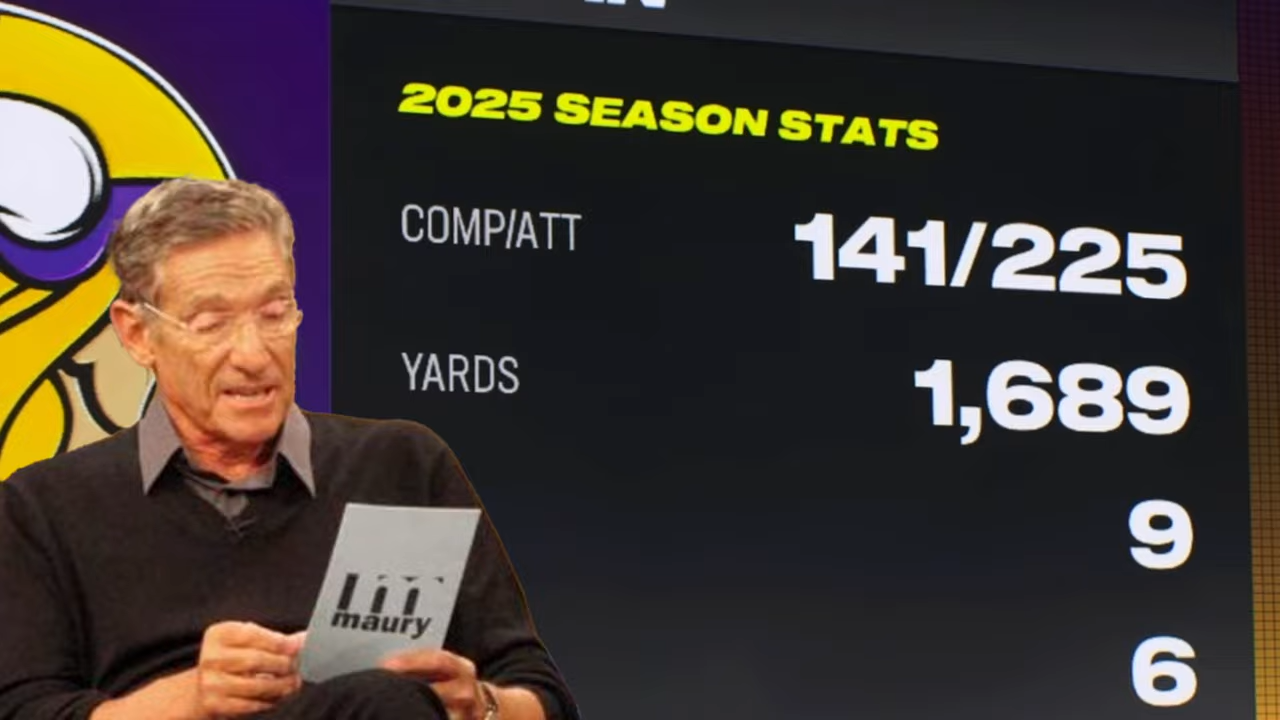 2025 SEASON STATS
COMP/ATT 141/225
YARDS 1,689
9
6
maury